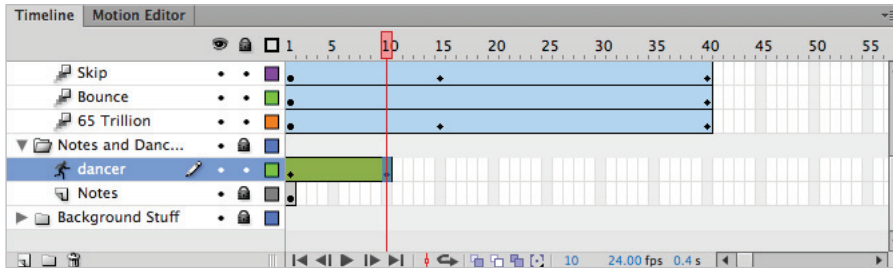 Timeline Motion Editor
1 5 10 15 20 25 30 35 40 45 50 55
Skip
Bounce
65 Trillion
Notes and Danc...
dancer
Notes
Background Stuff
10 24.00 fps 0.4 s